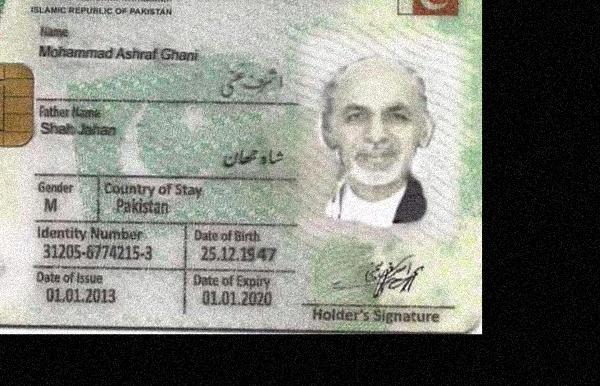 ISLAMIC REPUBLIC OF PAKISTAN
Name
Mohammad Ashraf Ghani
اشرف غنی
Father Name
Shah Jahan
شاہ جھان
Gender
Country of Stay
M
Pakistan
Identity Number
Date of Birth
31205-6774215-3
25.12.1947
Date of Issue
Date of Expiry
01.01.2013
01.01.2020
Holder's Signature